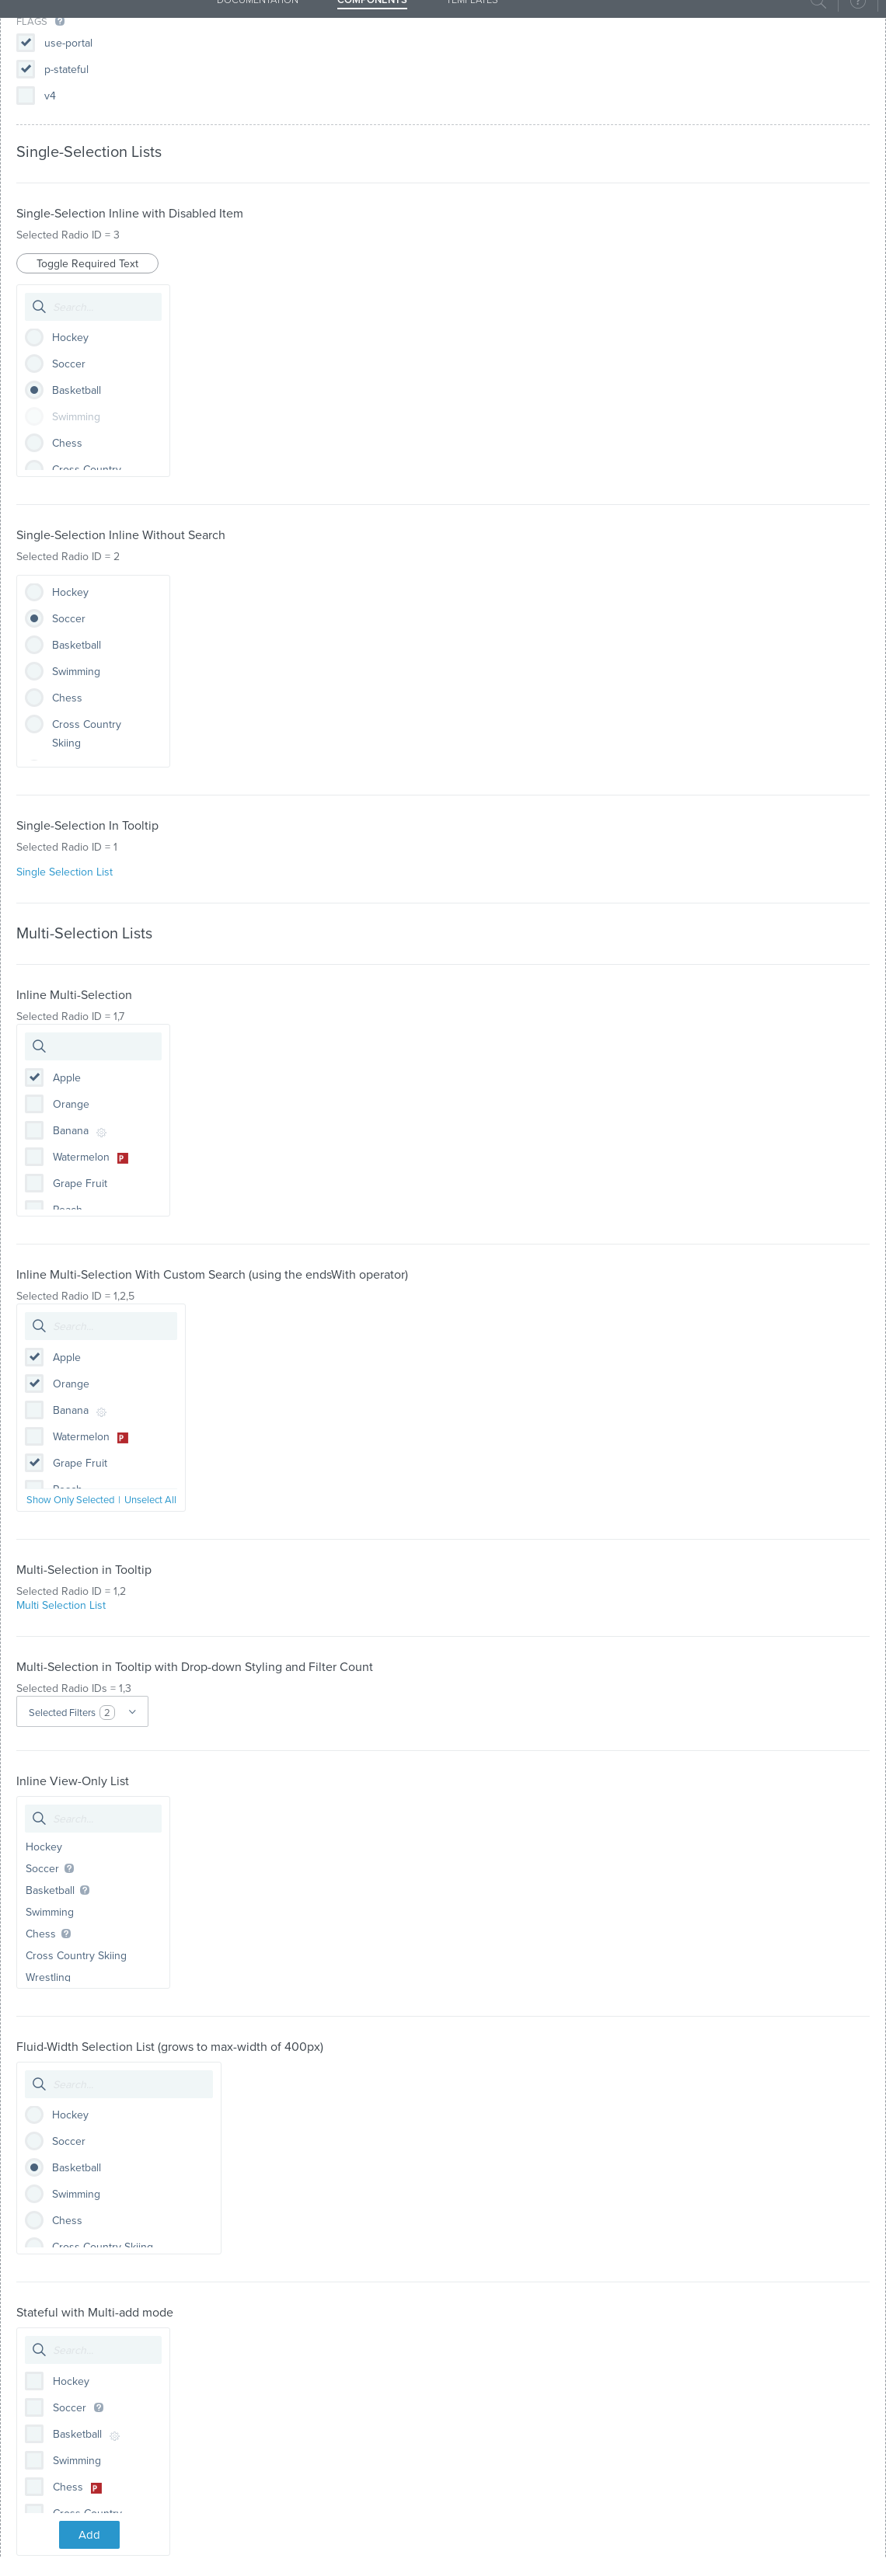 DOCUMENTATION COMPONENTS TEMPLATES
FLAGS ?
use-portal
p-stateful
v4
Single-Selection Lists
Single-Selection Inline with Disabled Item
Selected Radio ID = 3
Toggle Required Text
Search...
Hockey
Soccer
Basketball
Swimming
Chess
Cross Country
Single-Selection Inline Without Search
Selected Radio ID = 2
Hockey
Soccer
Basketball
Swimming
Chess
Cross Country
Skiing
Single-Selection In Tooltip
Selected Radio ID = 1
Single Selection List
Multi-Selection Lists
Inline Multi-Selection
Selected Radio ID = 1,7
Apple
Orange
Banana
Watermelon P
Grape Fruit
Peach
Inline Multi-Selection With Custom Search (using the endsWith operator)
Selected Radio ID = 1,2,5
Search...
Apple
Orange
Banana
Watermelon P
Grape Fruit
Peach
Show Only Selected | Unselect All
Multi-Selection in Tooltip
Selected Radio ID = 1,2
Multi Selection List
Multi-Selection in Tooltip with Drop-down Styling and Filter Count
Selected Radio IDs = 1,3
Selected Filters 2
Inline View-Only List
Search...
Hockey
Soccer ?
Basketball ?
Swimming
Chess ?
Cross Country Skiing
Wrestling
Fluid-Width Selection List (grows to max-width of 400px)
Search...
Hockey
Soccer
Basketball
Swimming
Chess
Cross Country Skiing
Stateful with Multi-add mode
Search...
Hockey
Soccer ?
Basketball
Swimming
Chess P
Cross Country
Add